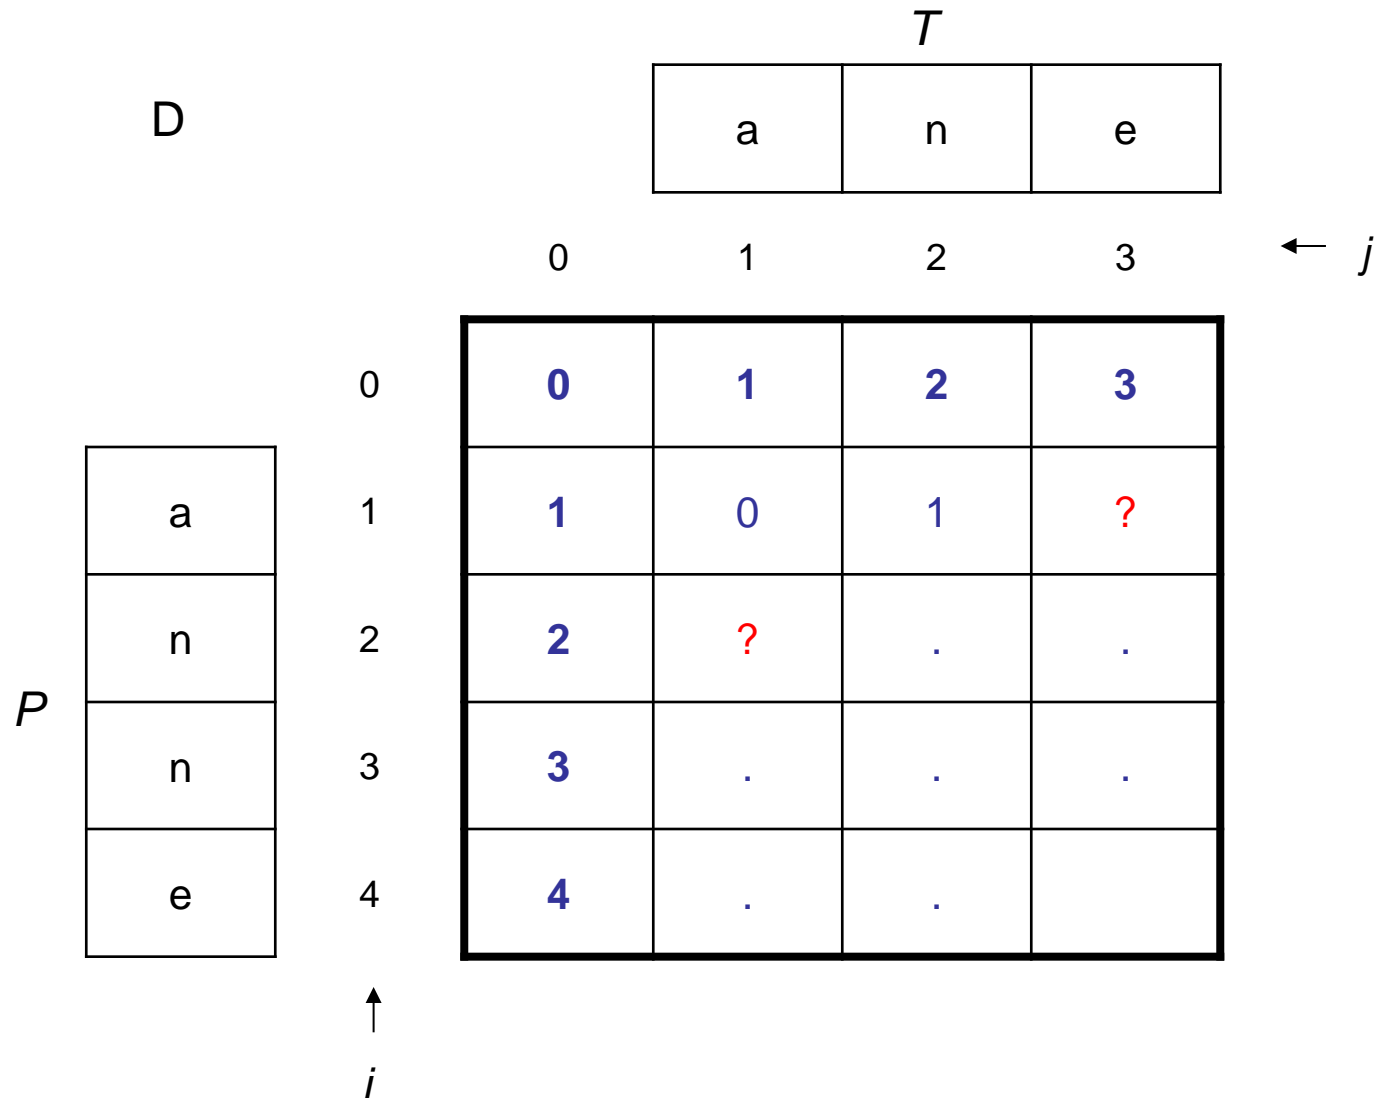 T
D
a n e
0 1 2 3 j
0 0 1 2 3
a 1 1 0 1 ?
n 2 2 ? . .
P
n 3 3 . . .
e 4 4 . .
i